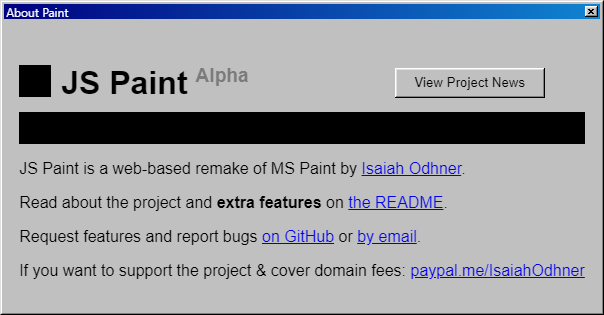 About Paint
JS Paint Alpha
View Project News
JS Paint is a web-based remake of MS Paint by Isaiah Odhner.
Read about the project and extra features on the README.
Request features and report bugs on GitHub or by email.
If you want to support the project & cover domain fees: paypal.me/IsaiahOdhner